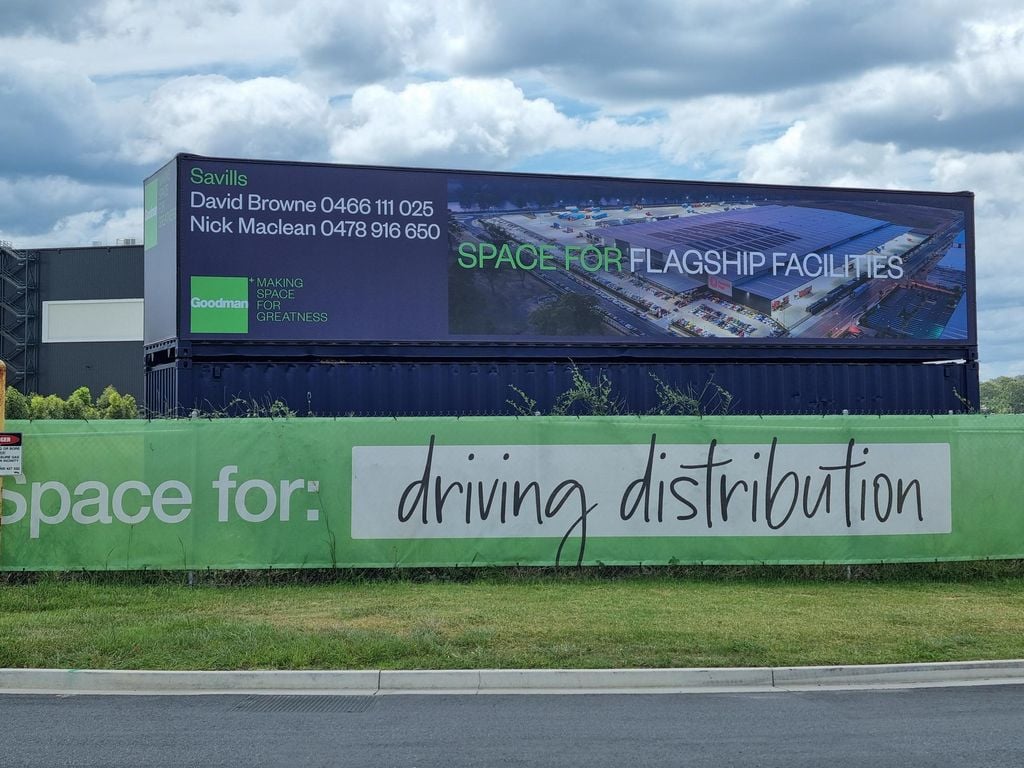 Savills
David Browne 0466 111 025
Nick Maclean 0478 916 650
SPACE FOR FLAGSHIP FACILITIES
Goodman
+MAKING
SPACE
FOR
GREATNESS
Space for:
driving distribution